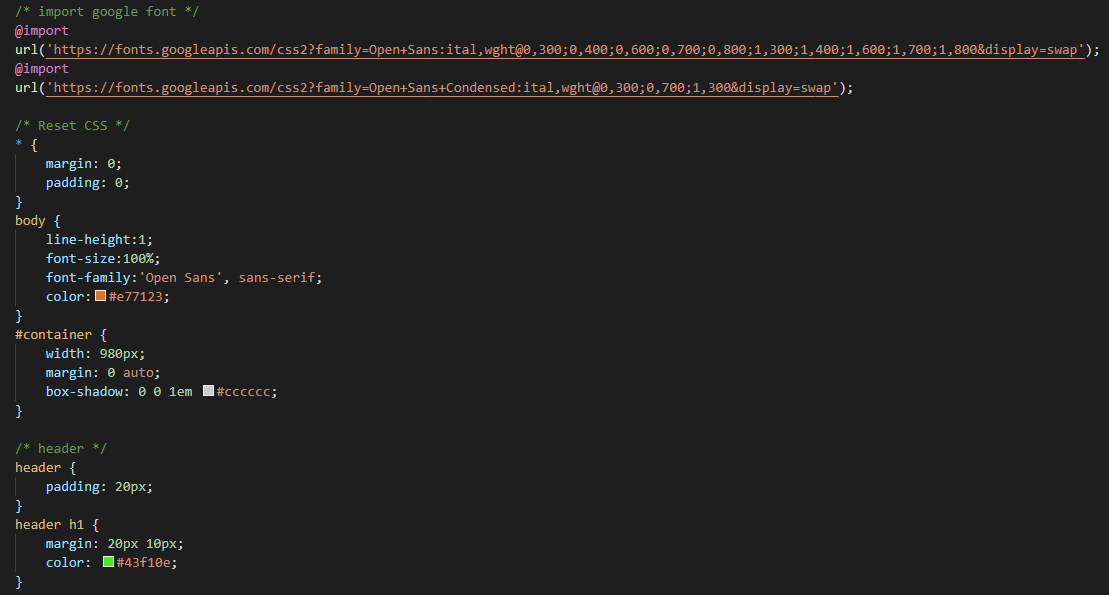 /* import google font */
@import
url('https://fonts.googleapis.com/css2?family=Open+Sans:ital,wght@0,300;0,400;0,600;0,700;0,800;1,300;1,400;1,600;1,700;1,800&display=swap');
@import
url('https://fonts.googleapis.com/css2?family=Open+Sans+Condensed:ital,wght@0,300;0,700;1,300&display=swap');

/* Reset CSS */
* {
    margin: 0;
    padding: 0;
}
body {
    line-height:1;
    font-size:100%;
    font-family:'Open Sans', sans-serif;
    color:#e77123;
}
#container {
    width: 980px;
    margin: 0 auto;
    box-shadow: 0 0 1em #cccccc;
}

/* header */
header {
    padding: 20px;
}
header h1 {
    margin: 20px 10px;
    color: #43f10e;
}